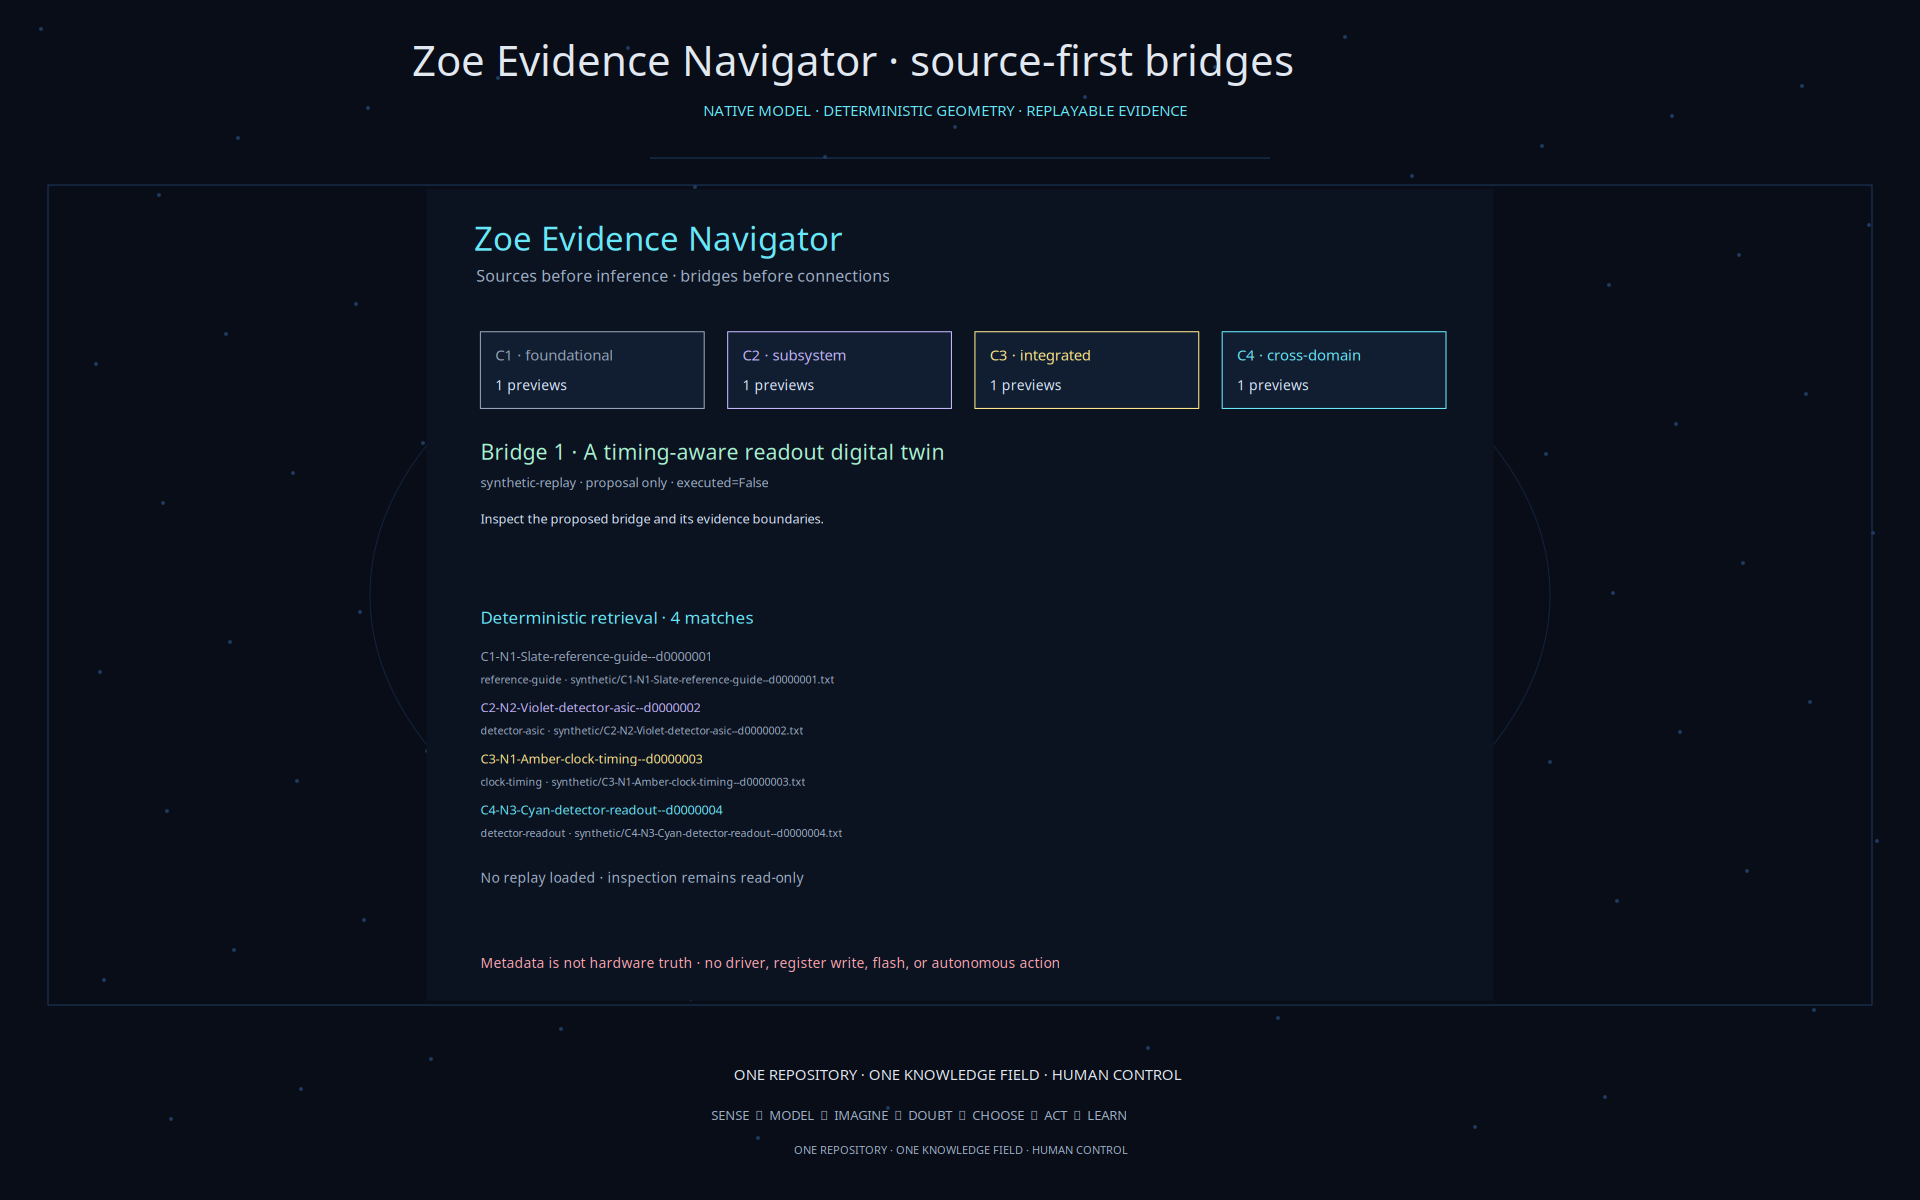 Zoe Evidence Navigator · source-first bridges
NATIVE MODEL · DETERMINISTIC GEOMETRY · REPLAYABLE EVIDENCE
Zoe Evidence Navigator
Sources before inference · bridges before connections
C1 · foundational
1 previews
C2 · subsystem
1 previews
C3 · integrated
1 previews
C4 · cross-domain
1 previews
Bridge 1 · A timing-aware readout digital twin
synthetic-replay · proposal only · executed=False
Inspect the proposed bridge and its evidence boundaries.
Deterministic retrieval · 4 matches
C1-N1-Slate-reference-guide--d0000001
reference-guide · synthetic/C1-N1-Slate-reference-guide--d0000001.txt
C2-N2-Violet-detector-asic--d0000002
detector-asic · synthetic/C2-N2-Violet-detector-asic--d0000002.txt
C3-N1-Amber-clock-timing--d0000003
clock-timing · synthetic/C3-N1-Amber-clock-timing--d0000003.txt
C4-N3-Cyan-detector-readout--d0000004
detector-readout · synthetic/C4-N3-Cyan-detector-readout--d0000004.txt
No replay loaded · inspection remains read-only
Metadata is not hardware truth · no driver, register write, flash, or autonomous action
ONE REPOSITORY · ONE KNOWLEDGE FIELD · HUMAN CONTROL
SENSE ▯ MODEL ▯ IMAGINE ▯ DOUBT ▯ CHOOSE ▯ ACT ▯ LEARN
ONE REPOSITORY · ONE KNOWLEDGE FIELD · HUMAN CONTROL